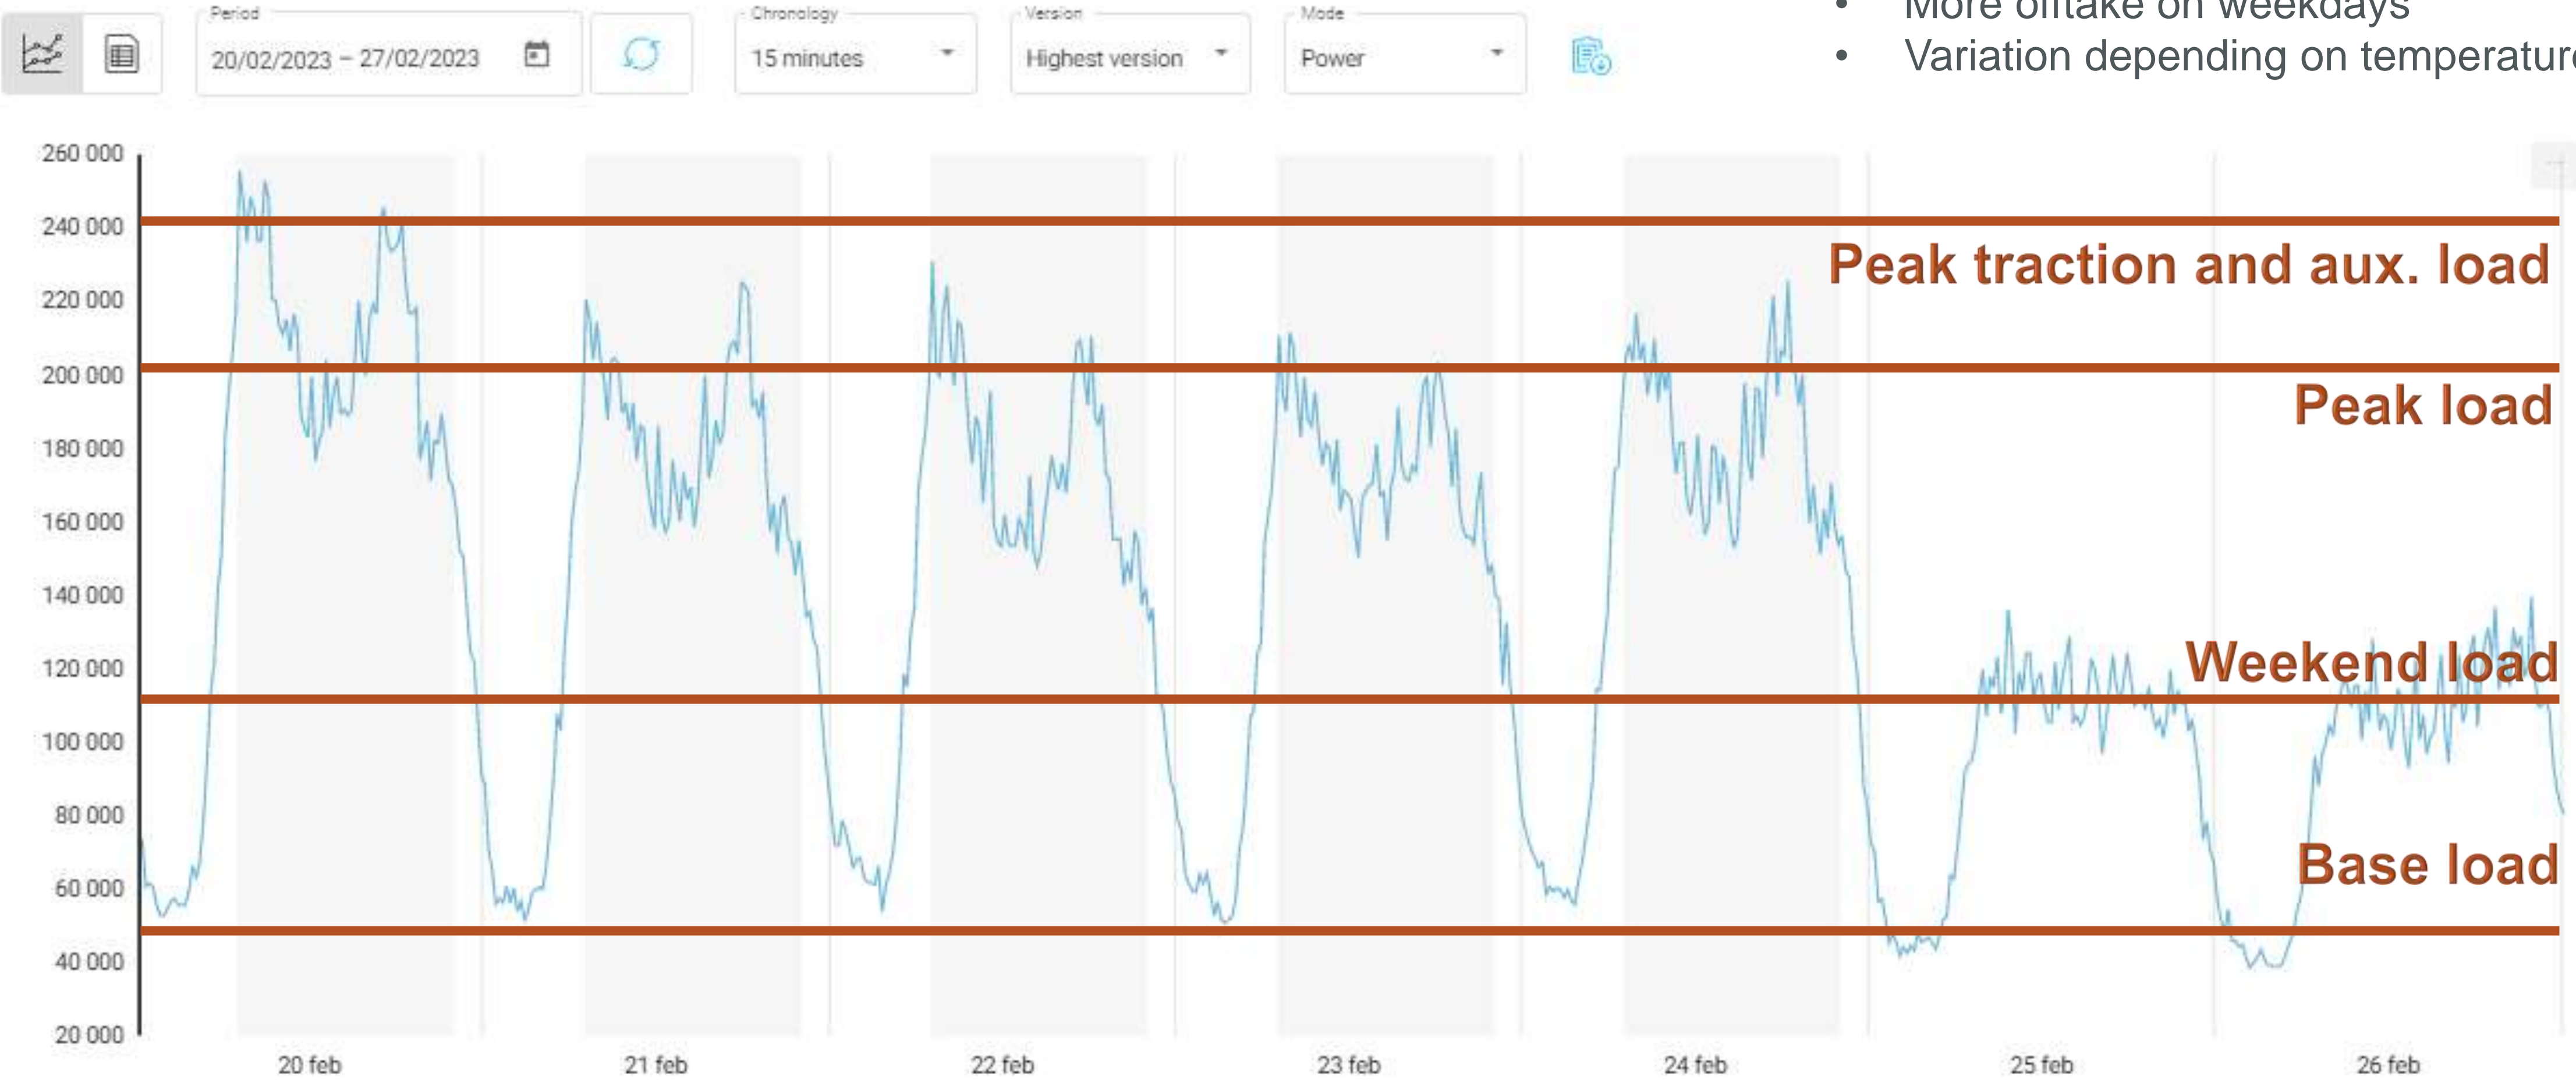 • More offtake on weekdays
• Variation depending on temperature
Period
20/02/2023 – 27/02/2023
Chronology
15 minutes
Version
Highest version
Mode
Power
260 000
240 000
220 000
200 000
180 000
160 000
140 000
120 000
100 000
80 000
60 000
40 000
20 000
Peak traction and aux. load
Peak load
Weekend load
Base load
20 feb
21 feb
22 feb
23 feb
24 feb
25 feb
26 feb